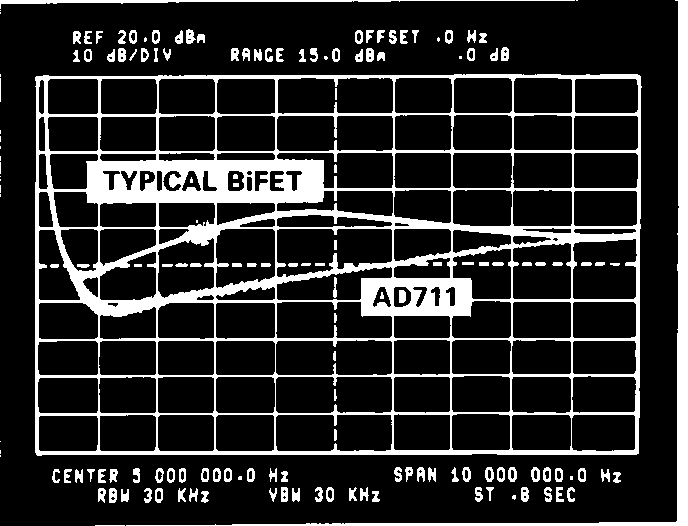 REF 20.0 dBm OFFSET .0 Hz
10 dB/DIV RANGE 15.0 dBm .0 dB
TYPICAL BiFET
AD711
CENTER 5 000 000.0 Hz SPAN 10 000 000.0 Hz
RBW 30 KHz VBW 30 KHz ST .8 SEC